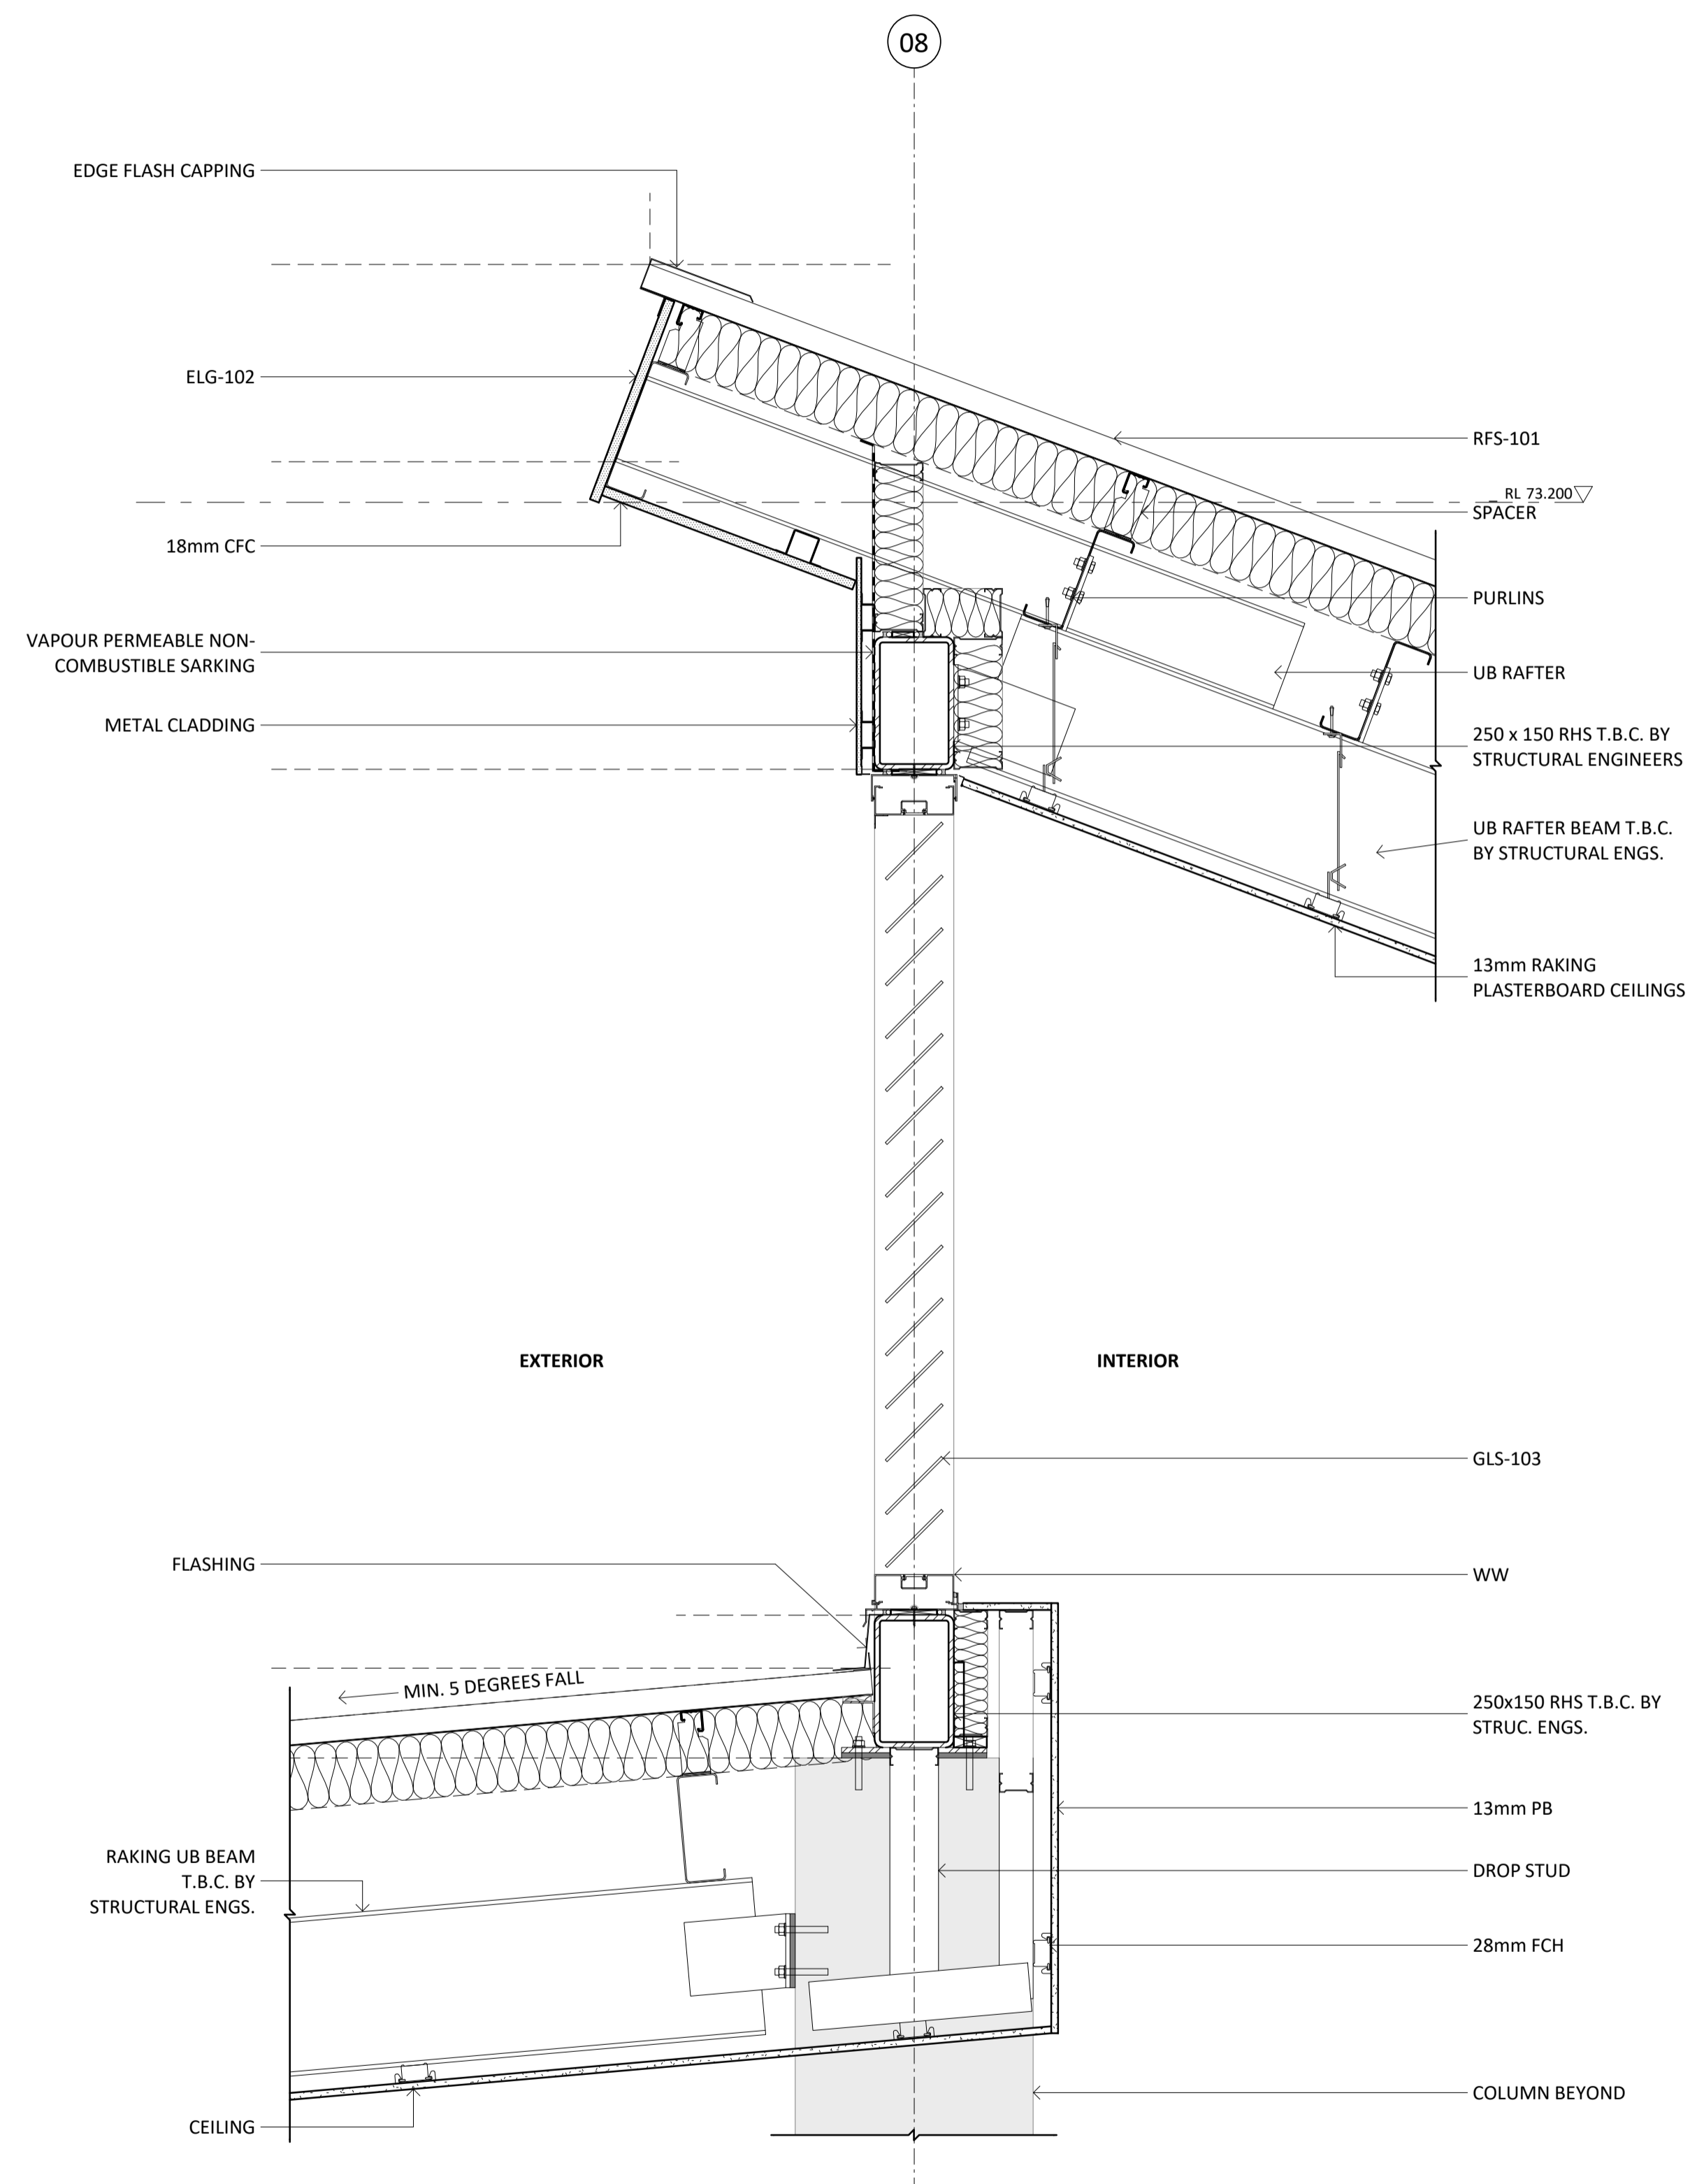 08
EDGE FLASH CAPPING
ELG-102
RFS-101
RL 73.200
SPACER
18mm CFC
PURLINS
VAPOUR PERMEABLE NON-
COMBUSTIBLE SARKING
UB RAFTER
METAL CLADDING
250 x 150 RHS T.B.C. BY
STRUCTURAL ENGINEERS
UB RAFTER BEAM T.B.C.
BY STRUCTURAL ENGS.
13mm RAKING
PLASTERBOARD CEILINGS
EXTERIOR
INTERIOR
GLS-103
FLASHING
WW
MIN. 5 DEGREES FALL
250x150 RHS T.B.C. BY
STRUC. ENGS.
13mm PB
RAKING UB BEAM
T.B.C. BY
STRUCTURAL ENGS.
DROP STUD
28mm FCH
COLUMN BEYOND
CEILING